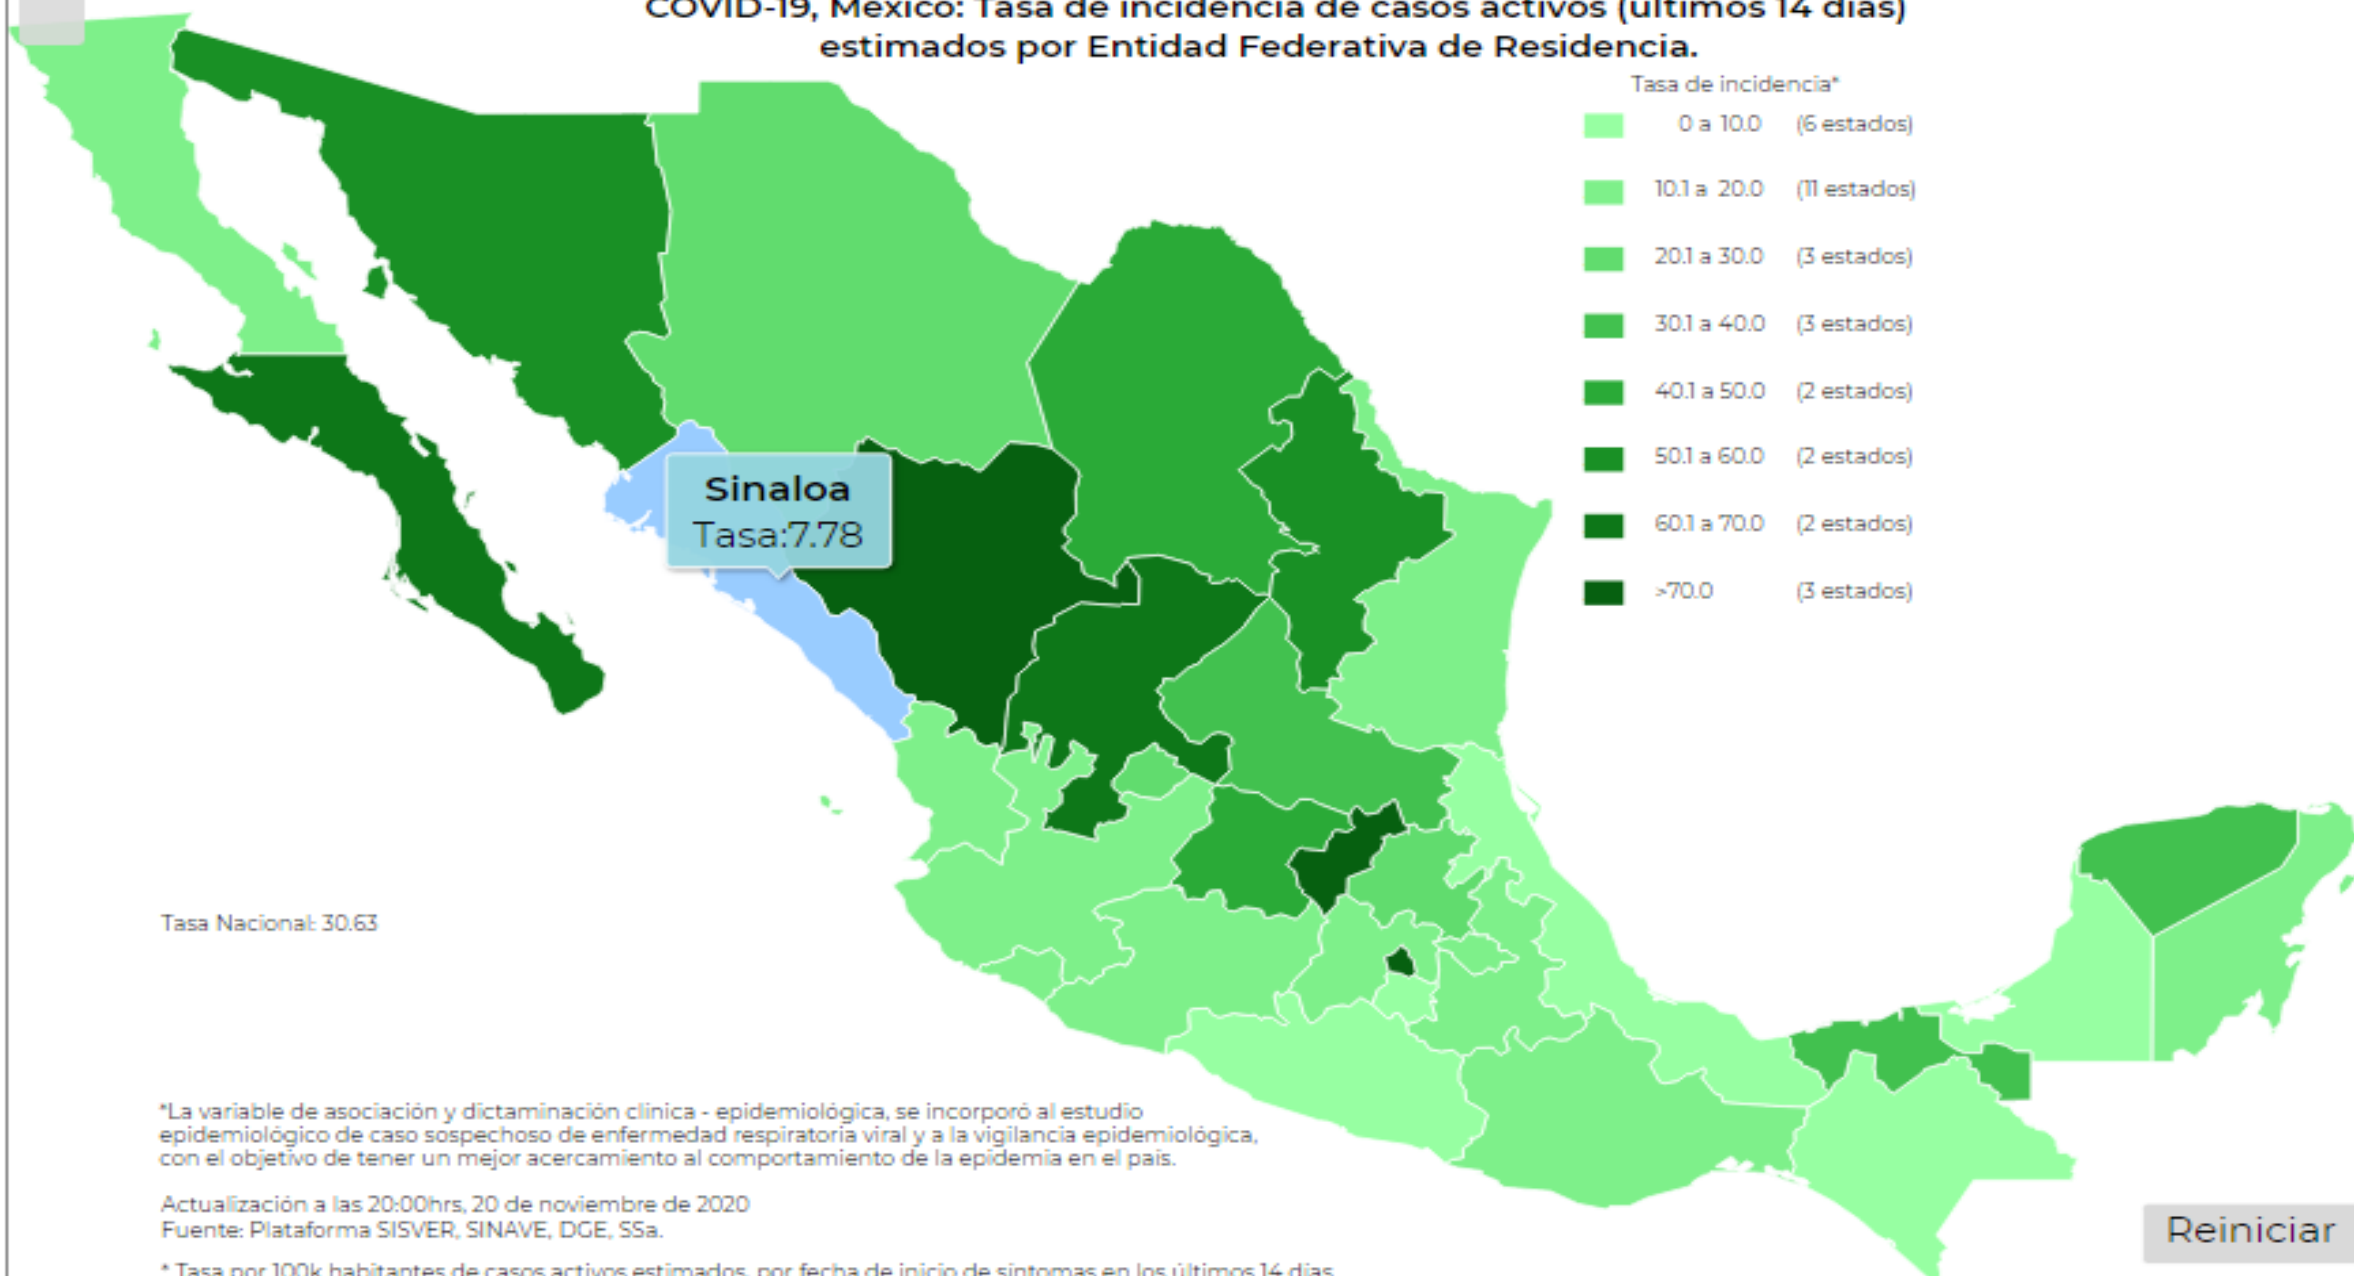 COVID-19, México: Tasa de incidencia de casos activos (últimos 14 días)
estimados por Entidad Federativa de Residencia.
Tasa de incidencia*
0 a 10.0 (6 estados)
10.1 a 20.0 (11 estados)
20.1 a 30.0 (3 estados)
30.1 a 40.0 (3 estados)
40.1 a 50.0 (2 estados)
50.1 a 60.0 (2 estados)
60.1 a 70.0 (2 estados)
>70.0 (3 estados)
Sinaloa
Tasa:7.78
Tasa Nacional: 30.63
*La variable de asociación y dictaminación clínica - epidemiológica, se incorporó al estudio
epidemiológico de caso sospechoso de enfermedad respiratoria viral y a la vigilancia epidemiológica,
con el objetivo de tener un mejor acercamiento al comportamiento de la epidemia en el país.
Actualización a las 20:00hrs, 20 de noviembre de 2020
Fuente: Plataforma SISVER, SINAVE, DGE, SSa.
* Tasa por 100k habitantes de casos activos estimados, por fecha de inicio de síntomas en los últimos 14 días
Reiniciar